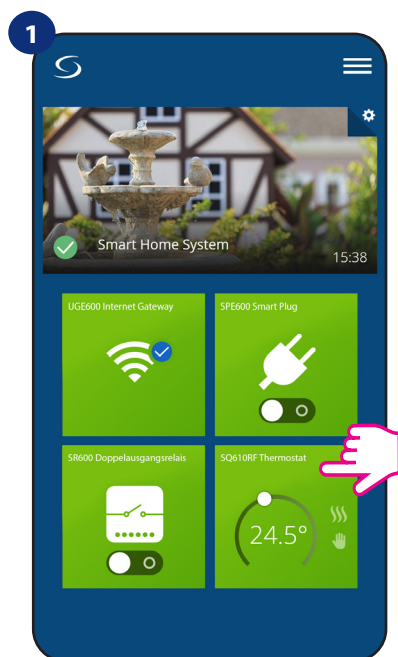 1
Smart Home System
15:38
UGE600 Internet Gateway
SPE600 Smart Plug
SR600 Doppelausgangsrelais
SQ610RF Thermostat
24.5°